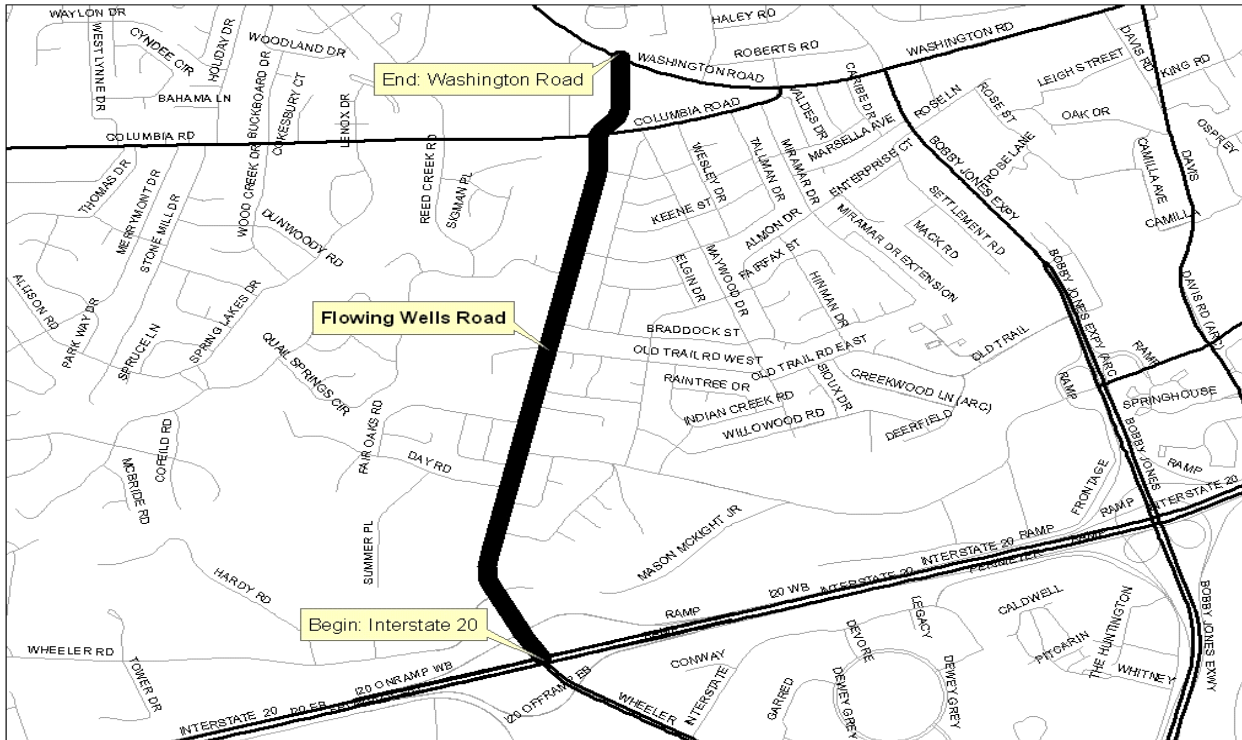 WAYLON DR
HALEY RD
WEST LYNNE DR
CYNDEE CIR
HOLIDAY DR
WOODLAND DR
ROBERTS RD
WASHINGTON RD
DAVIS RD
KING RD
End: Washington Road
WASHINGTON ROAD
LEIGH STREET
BAHAMA LN
BUCKBOARD DR
COKESBURY CT
LENOX DR
COLUMBIA ROAD
VALDES DR
CARIBE DR
ROSE LN
ROSE ST
OAK DR
OSPREY
COLUMBIA RD
REED CREEK RD
SIGMAN PL
WESLEY DR
TALLMAN DR
MIRAMAR DR
MARSELLA AVE
ENTERPRISE CT
BOBBY JONES EXPY
ROBE LANE
CAMILLA AVE
DAVIS
THOMAS DR
MERRYMONT DR
STONE MILL DR
WOOD CREEK DR
DUNWOODY RD
KEENE ST
ALMON DR
FAIRFAX ST
MIRAMAR DR EXTENSION
MACK RD
SETTLEMENT RD
CAMILLA
ALLISON RD
PARK WAY DR
SPRUCE LN
SPRING LAKES DR
ELGIN DR
MAYWOOD DR
HINMAN DR
BOBBY JONES EXPY (ARC)
DAVIS RD (ARC)
Flowing Wells Road
BRADDOCK ST
QUAIL SPRINGS CIR
OLD TRAIL RD WEST
OLD TRAIL RD EAST
OLD TRAIL
RAMP
RAINTREE DR
SIOUX DR
CREEKWOOD LN (ARC)
RAMP
SPRINGHOUSE
INDIAN CREEK RD
WILLOWOOD RD
DEERFIELD
COFEILD RD
MCBRIDE RD
FAIR OAKS RD
DAY RD
BOBBY JONES
RAMP
FRONTAGE
RAMP
INTERSTATE 20
SUMMER PL
MASON MCKIGHT JR
INTERSTATE 20
RAMP
RAMP
HARDY RD
I20 WB
INTERSTATE 20
PERIMETER
RAMP
CALDWELL
LEGACY
Begin: Interstate 20
WHEELER RD
TOWER DR
I20 ONRAMP WB
CONWAY
DEVORE
PITCARIN
THE HUNTINGTON
WHITNEY
BOBBY JONES EXWY
INTERSTATE 20
I20 EB
I20 OFFRAMP EB
WHEELER
INTERSTATE
GARRED
DEWEY GREY
DEWEY GREY